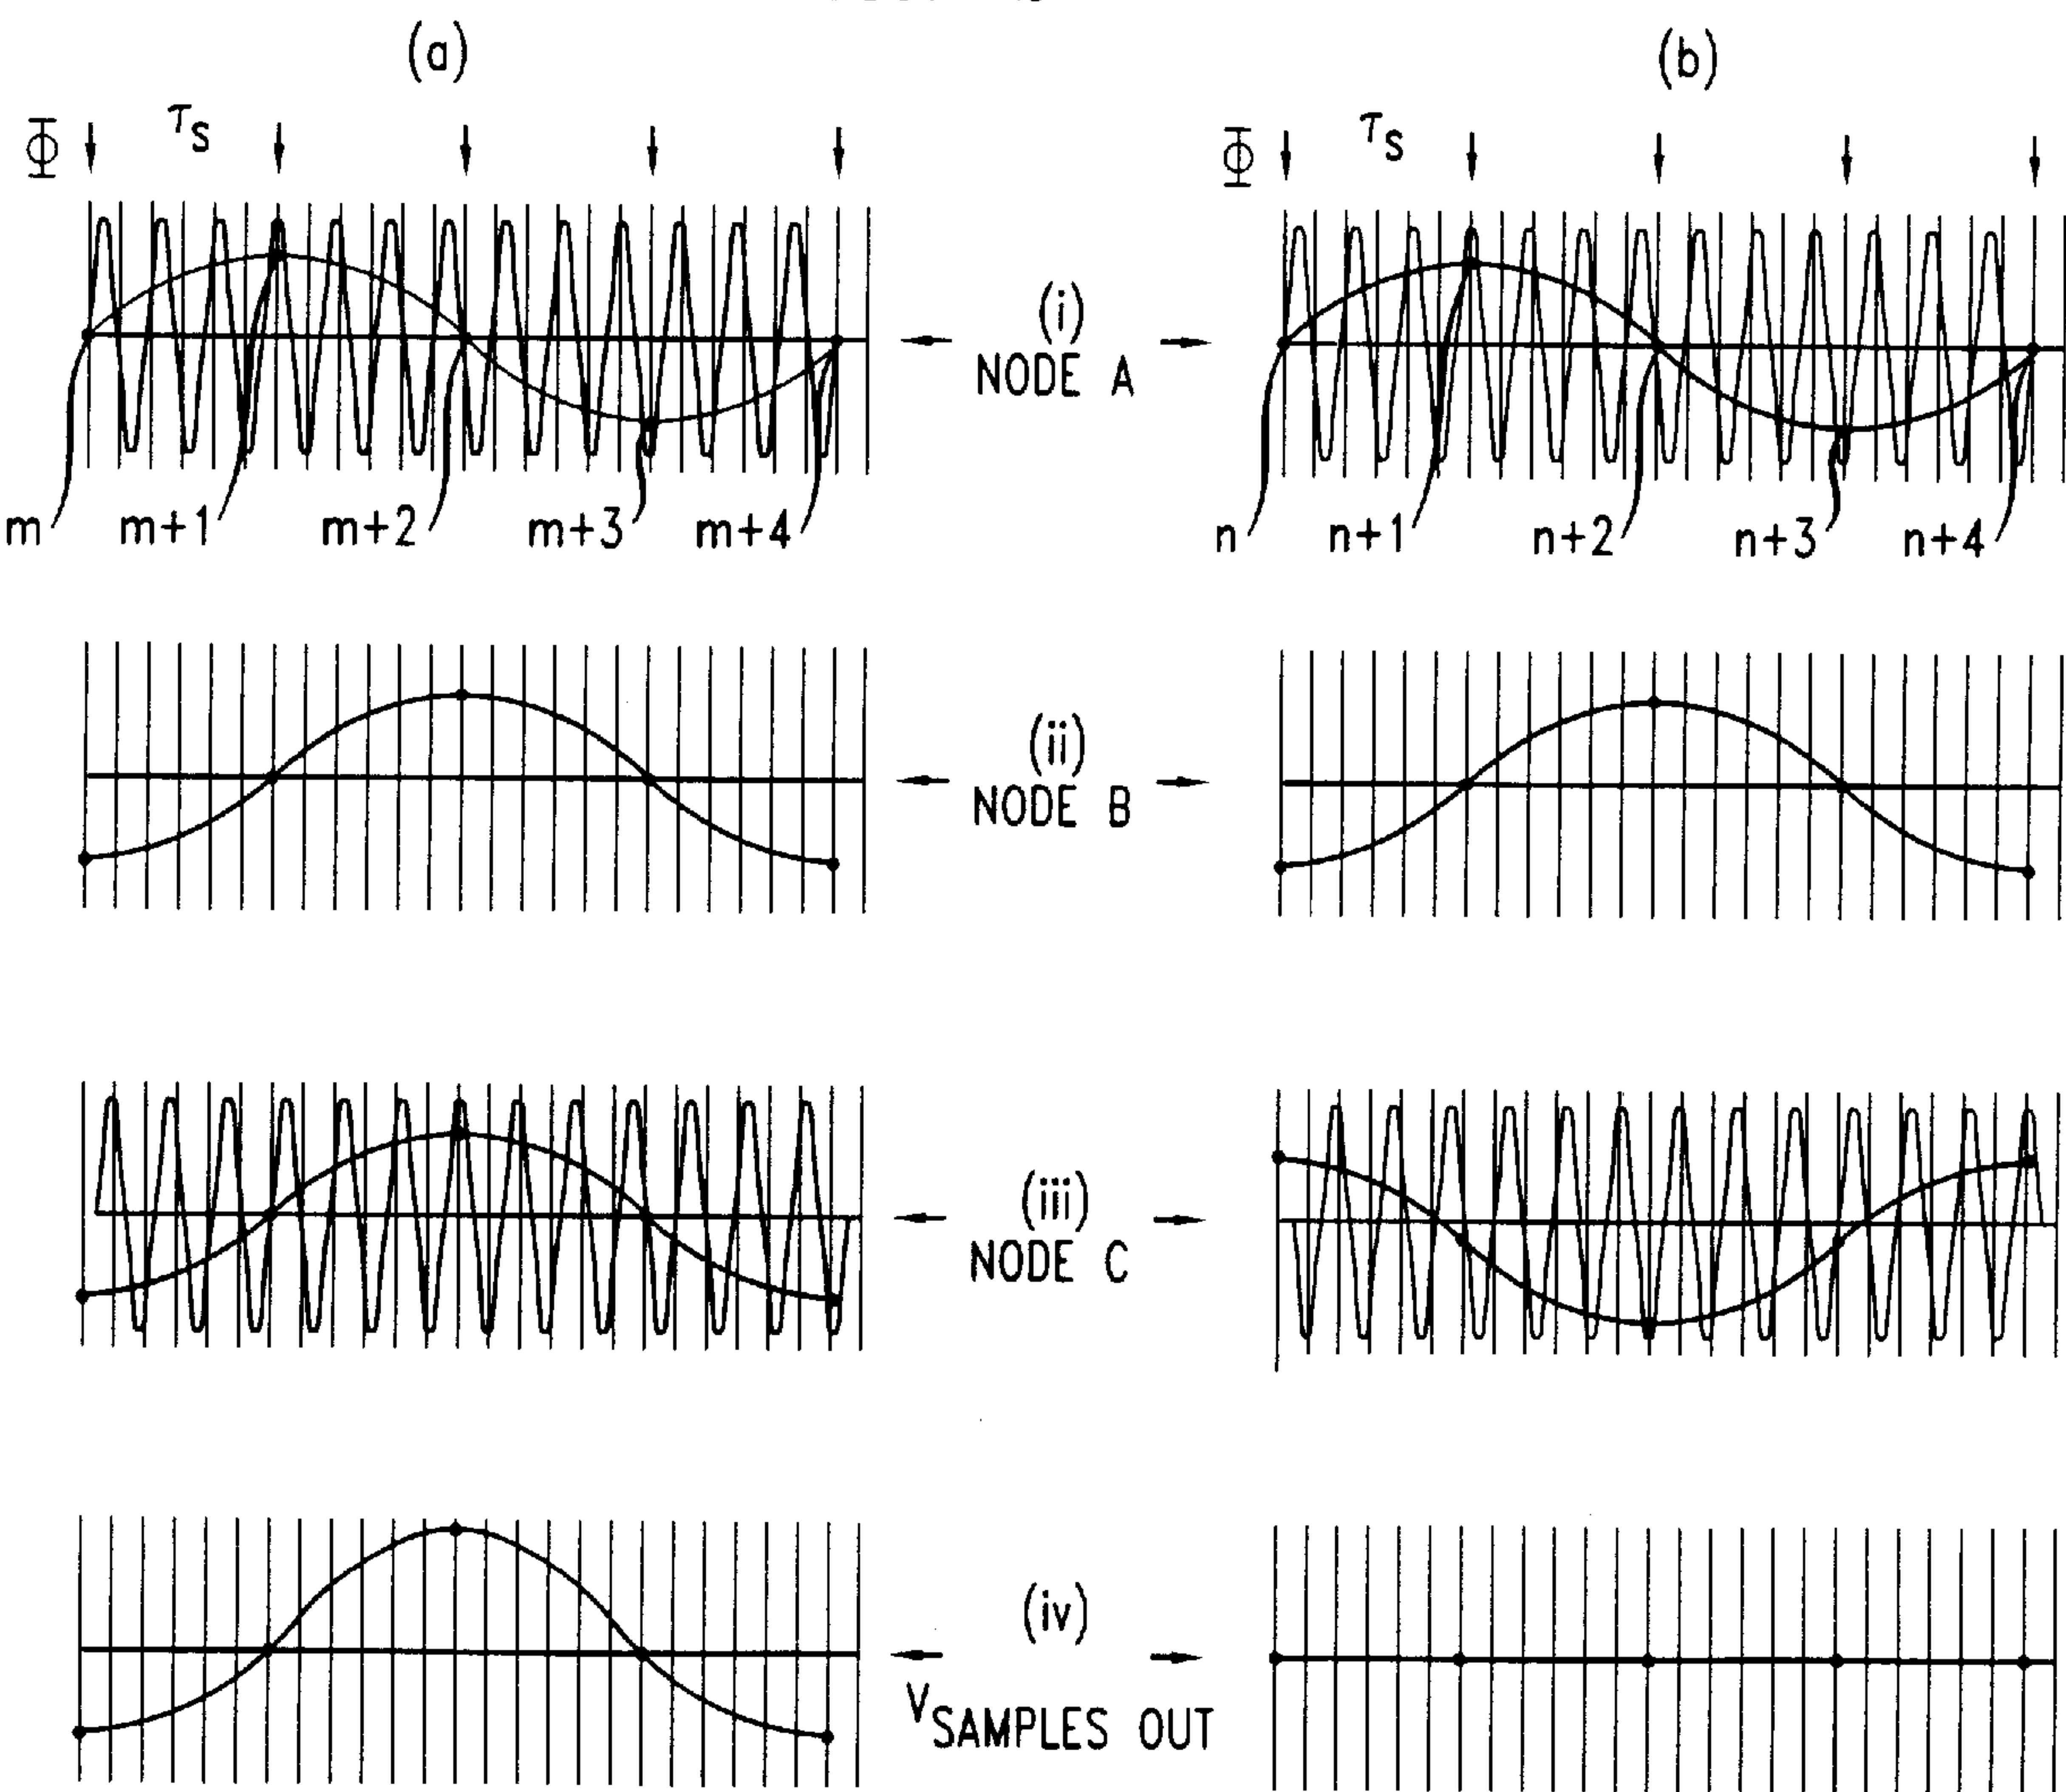 (a)
(b)
Φ τS
Φ τS
(i)
NODE A
m m+1 m+2 m+3 m+4
n n+1 n+2 n+3 n+4
(ii)
NODE B
(iii)
NODE C
(iv)
VSAMPLES OUT